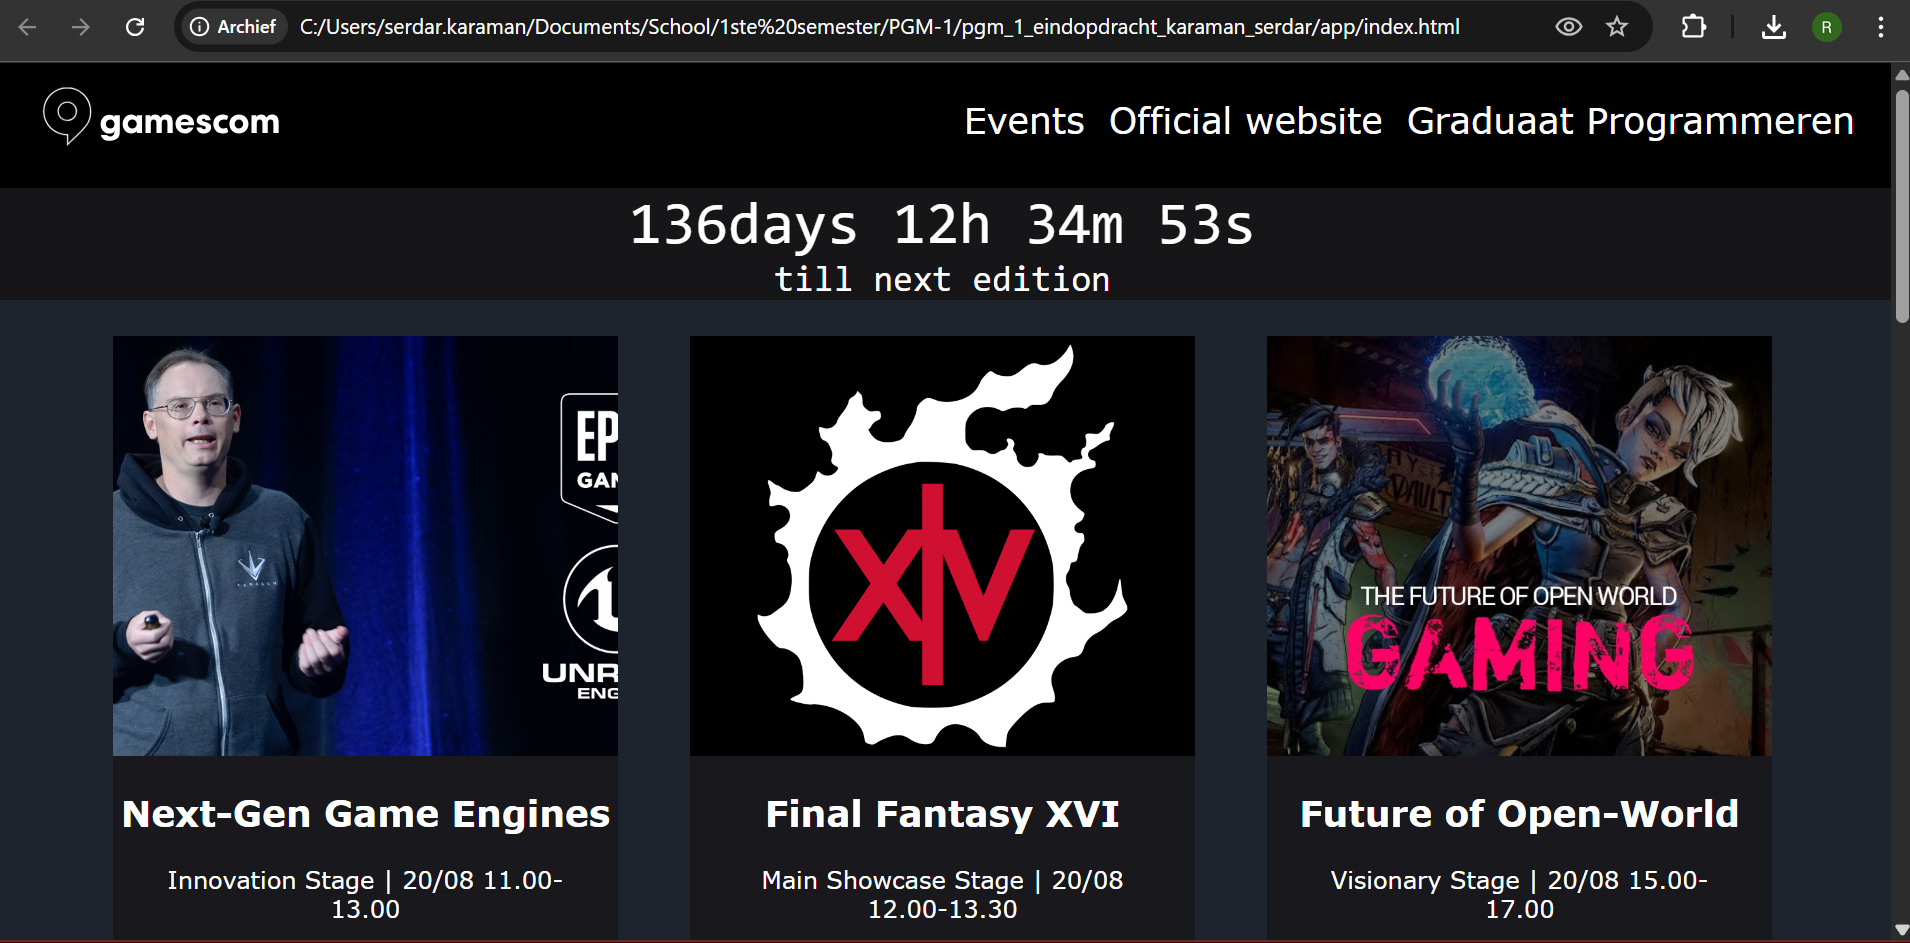 Archief C:/Users/serdar.karaman/Documents/School/1ste%20semester/PGM-1/pgm_1_eindopdracht_karaman_serdar/app/index.html R
gamescom Events Official website Graduaat Programmeren
136days 12h 34m 53s
till next edition
EP
GAM
UNR
ENG
XIV
THE FUTURE OF OPEN WORLD
GAMING
Next-Gen Game Engines
Innovation Stage | 20/08 11.00-
13.00
Final Fantasy XVI
Main Showcase Stage | 20/08
12.00-13.30
Future of Open-World
Visionary Stage | 20/08 15.00-
17.00